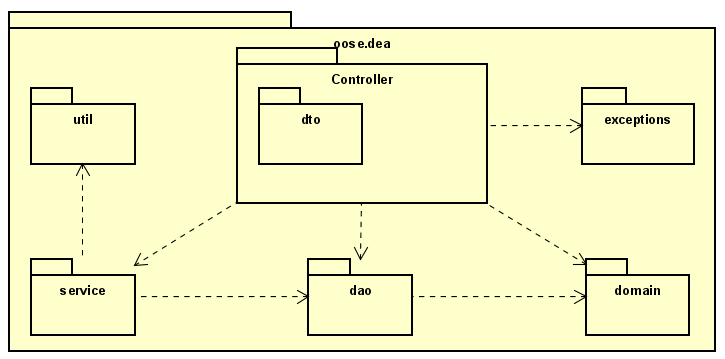 oose.dea
Controller
util
dto
exceptions
service
dao
domain